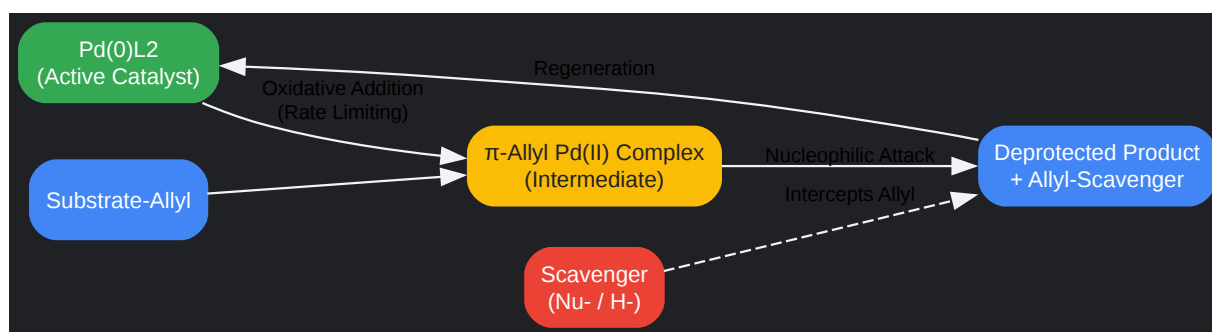 Pd(0)L2
(Active Catalyst)
Regeneration
Oxidative Addition
(Rate Limiting)
π-Allyl Pd(II) Complex
(Intermediate)
Nucleophilic Attack
Deprotected Product
+ Allyl-Scavenger
Substrate-Allyl
Intercepts Allyl
Scavenger
(Nu- / H-)